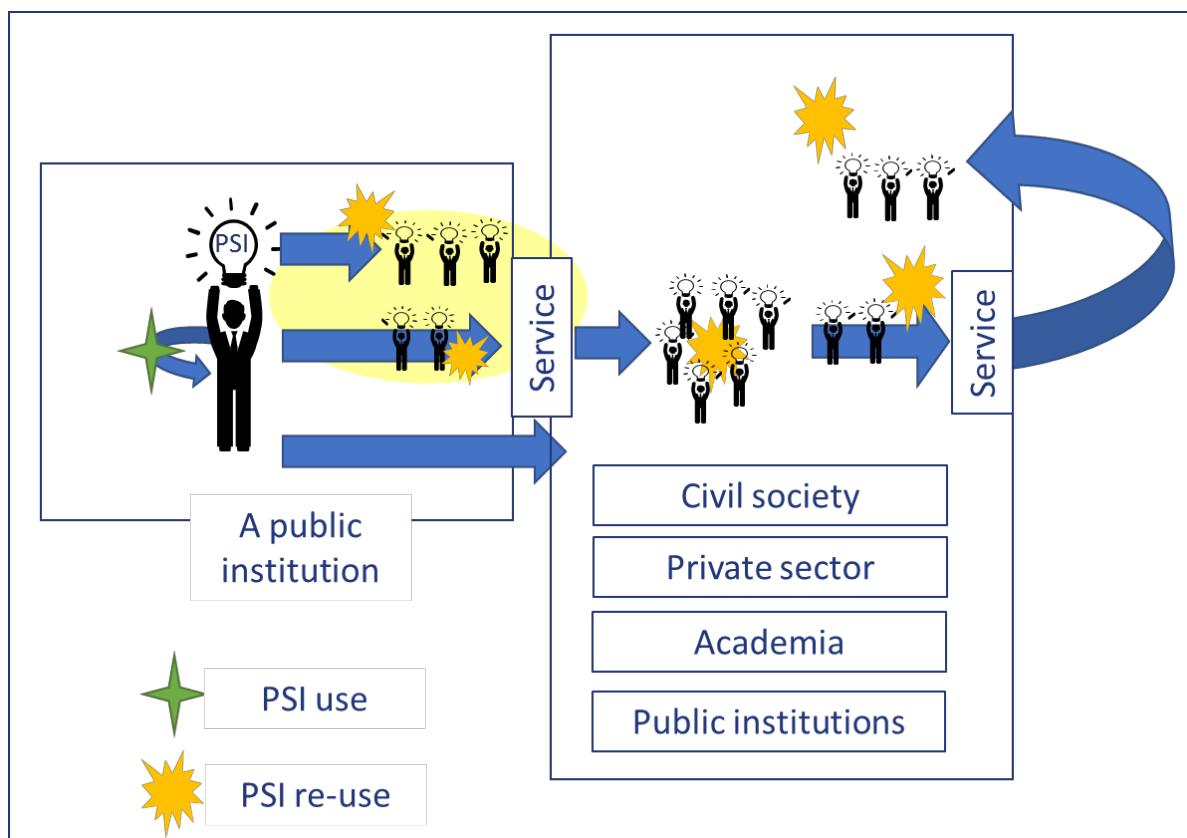 PSI
Service
Service
A public
institution
Civil society
Private sector
Academia
Public institutions
PSI use
PSI re-use